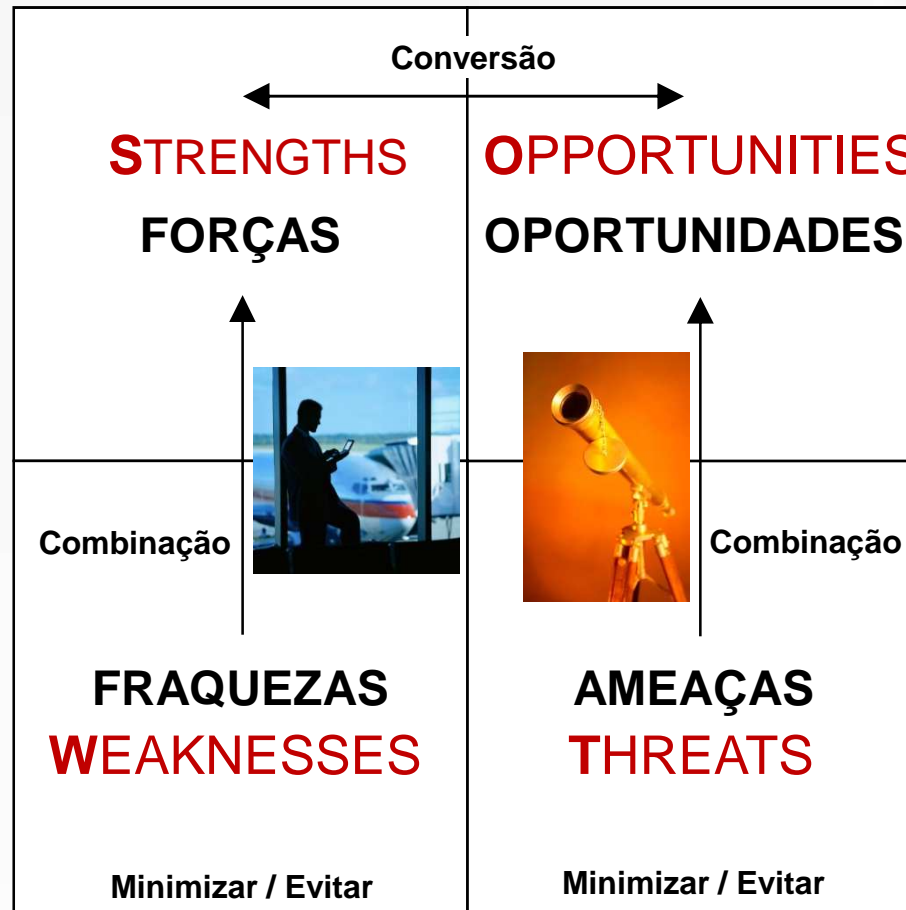 Conversão
STRENGTHS
OPPORTUNITIES
FORÇAS
OPORTUNIDADES
Combinação
Combinação
FRAQUEZAS
AMEAÇAS
WEAKNESSES
THREATS
Minimizar / Evitar
Minimizar / Evitar